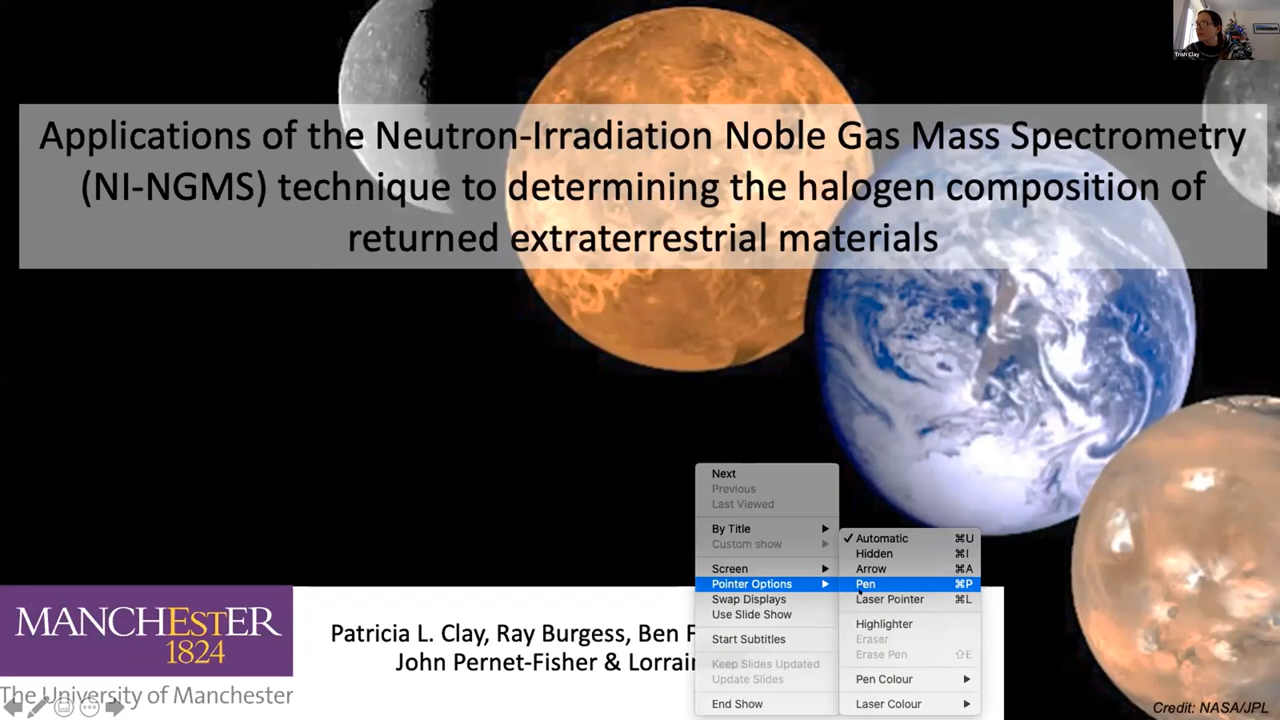 Trish Clay
Applications of the Neutron-Irradiation Noble Gas Mass Spectrometry
(NI-NGMS) technique to determining the halogen composition of
returned extraterrestrial materials
Next
Previous
Last Viewed
By Title
Custom show
Screen
Pointer Options
Swap Displays
Use Slide Show
Start Subtitles
Keep Slides Updated
Update Slides
End Show
✓ Automatic ⌘U
Hidden ⌘I
Arrow ⌘A
Pen ⌘P
Laser Pointer ⌘L
Highlighter
Eraser
Erase Pen ⇧E
Pen Colour
Laser Colour
MANCHESTER
1824
The University of Manchester
Patricia L. Clay, Ray Burgess, Ben F
John Pernet-Fisher & Lorrai
Credit: NASA/JPL